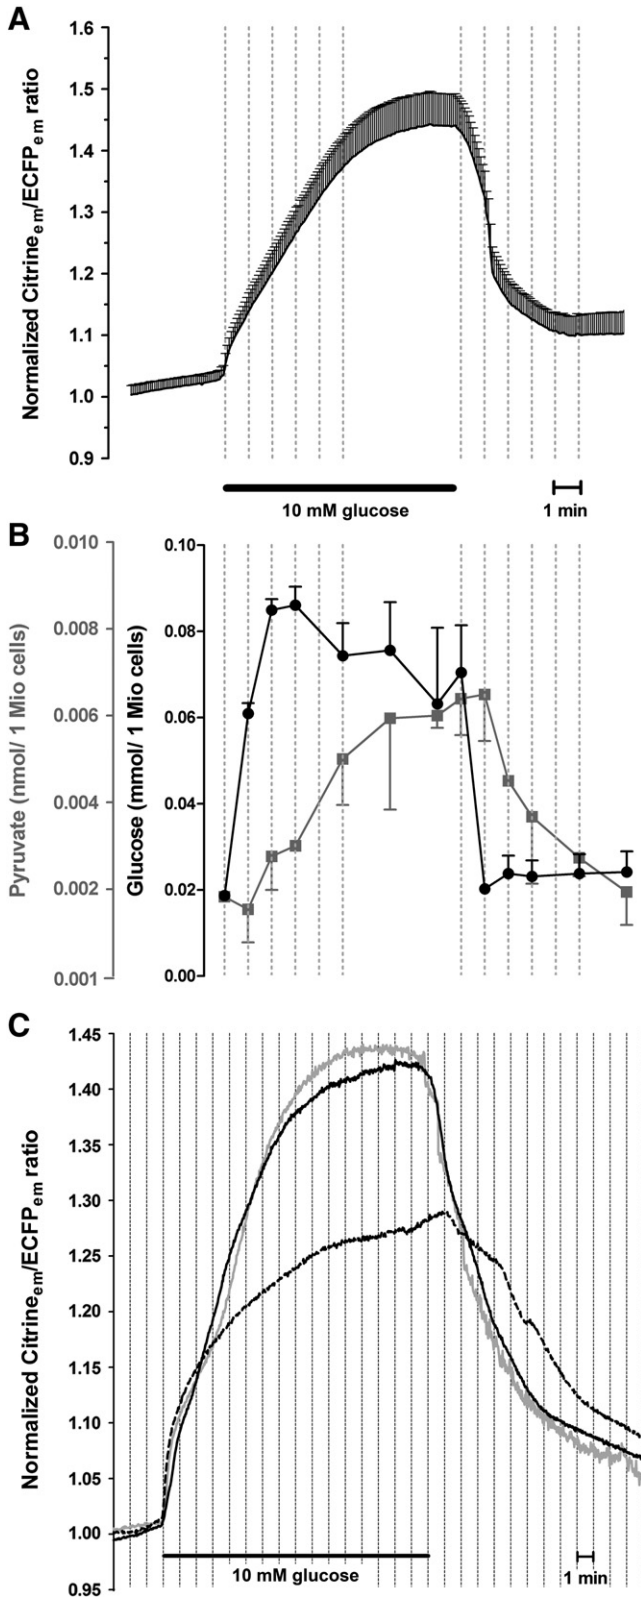 A
Normalized Citrineem/ECFPem ratio
1.6
1.5
1.4
1.3
1.2
1.1
1.0
0.9
10 mM glucose
1 min
B
Pyruvate (nmol/ 1 Mio cells)
0.010
0.008
0.006
0.004
0.002
0.001
Glucose (mmol/ 1 Mio cells)
0.10
0.08
0.06
0.04
0.02
0.00
C
Normalized Citrineem/ECFPem ratio
1.45
1.40
1.35
1.30
1.25
1.20
1.15
1.10
1.05
1.00
0.95
10 mM glucose
1 min